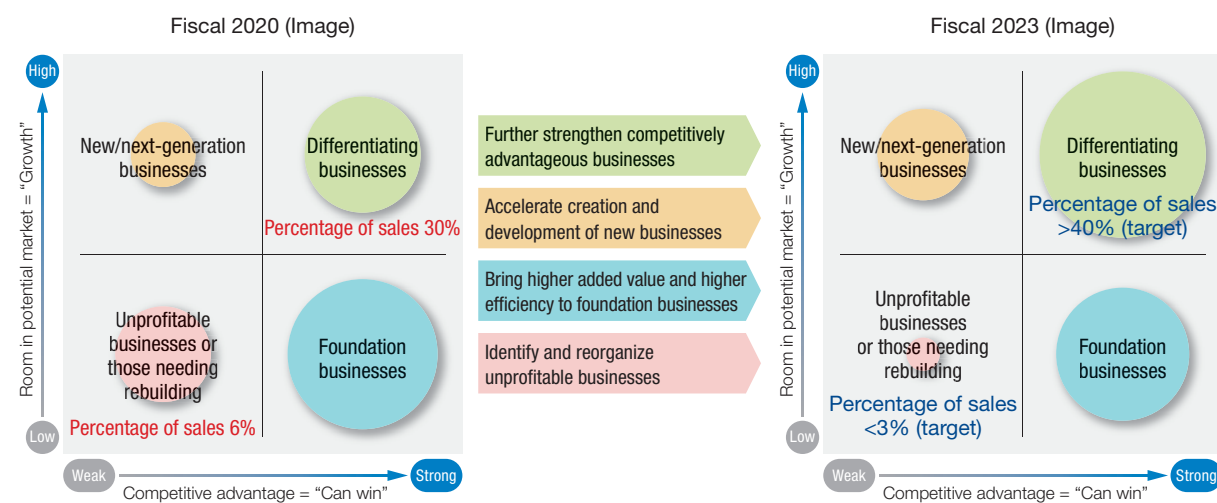 Fiscal 2020 (Image)
High
Room in potential market = “Growth”
Low
New/next-generation
businesses
Differentiating
businesses
Percentage of sales 30%
Unprofitable
businesses or
those needing
rebuilding
Percentage of sales 6%
Foundation
businesses
Weak
Strong
Competitive advantage = “Can win”
Further strengthen competitively
advantageous businesses
Accelerate creation and
development of new businesses
Bring higher added value and higher
efficiency to foundation businesses
Identify and reorganize
unprofitable businesses
Fiscal 2023 (Image)
High
Room in potential market = “Growth”
Low
New/next-generation
businesses
Differentiating
businesses
Percentage of sales
>40% (target)
Unprofitable
businesses
or those needing
rebuilding
Percentage of sales
<3% (target)
Foundation
businesses
Weak
Strong
Competitive advantage = “Can win”